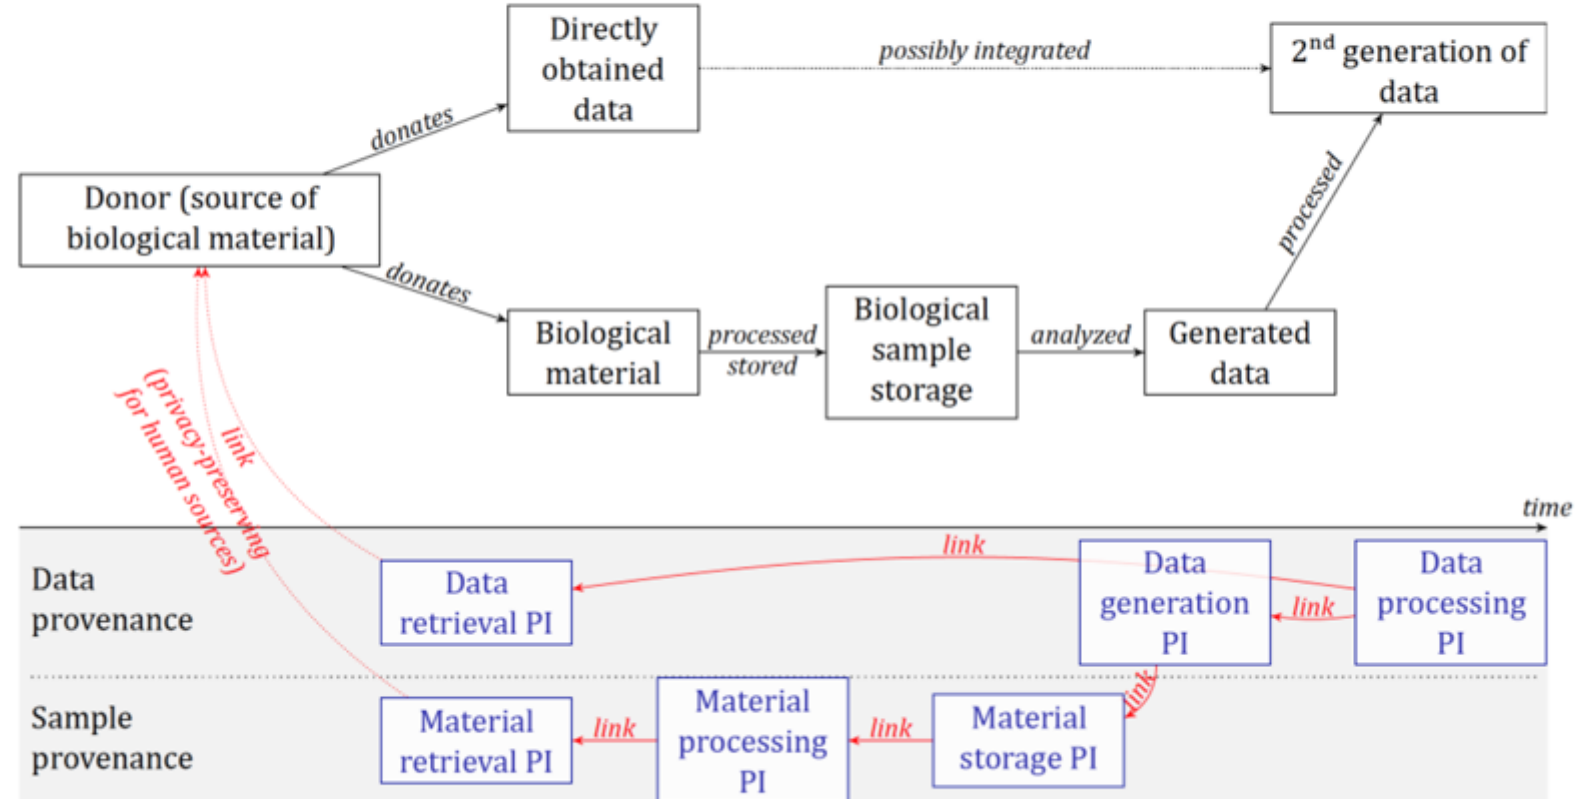 Directly
obtained
data
possibly integrated
2nd generation of
data
donates
Donor (source of
biological material)
donates
processed
Biological
material
processed
stored
Biological
sample
storage
analyzed
Generated
data
link
(privacy-preserving
for human sources)
time
Data
provenance
Data
retrieval PI
link
Data
generation
PI
link
Data
processing
PI
link
Sample
provenance
Material
retrieval PI
link
Material
processing
PI
link
Material
storage PI